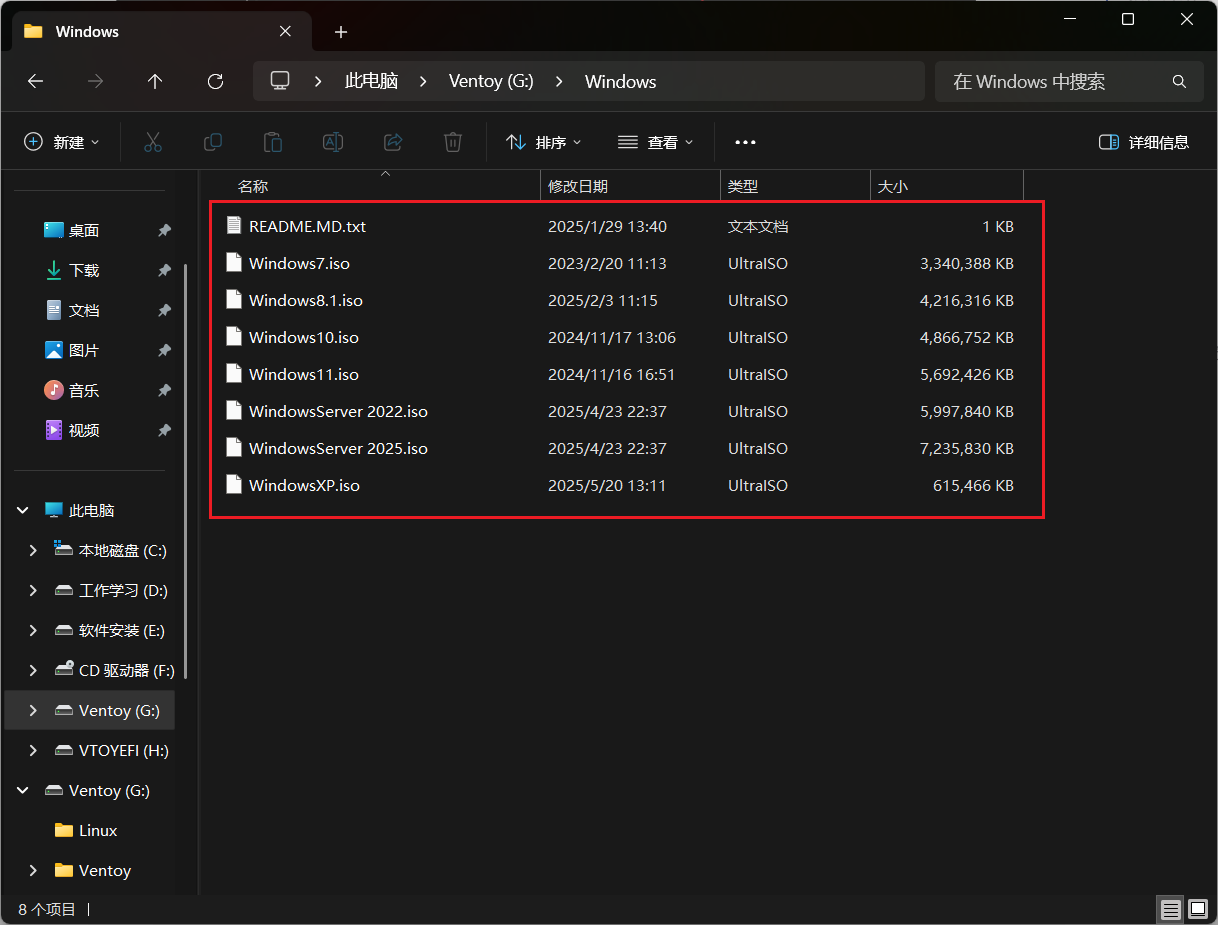 Windows
此电脑 Ventoy (G:) Windows
在 Windows 中搜索
新建 排序 查看 详细信息
名称 修改日期 类型 大小
README.MD.txt 2025/1/29 13:40 文本文档 1 KB
Windows7.iso 2023/2/20 11:13 UltraISO 3,340,388 KB
Windows8.1.iso 2025/2/3 11:15 UltraISO 4,216,316 KB
Windows10.iso 2024/11/17 13:06 UltraISO 4,866,752 KB
Windows11.iso 2024/11/16 16:51 UltraISO 5,692,426 KB
WindowsServer 2022.iso 2025/4/23 22:37 UltraISO 5,997,840 KB
WindowsServer 2025.iso 2025/4/23 22:37 UltraISO 7,235,830 KB
WindowsXP.iso 2025/5/20 13:11 UltraISO 615,466 KB
桌面
下载
文档
图片
音乐
视频
此电脑
本地磁盘 (C:)
工作学习 (D:)
软件安装 (E:)
CD 驱动器 (F:)
Ventoy (G:)
VTOYEFI (H:)
Ventoy (G:)
Linux
Ventoy
8 个项目